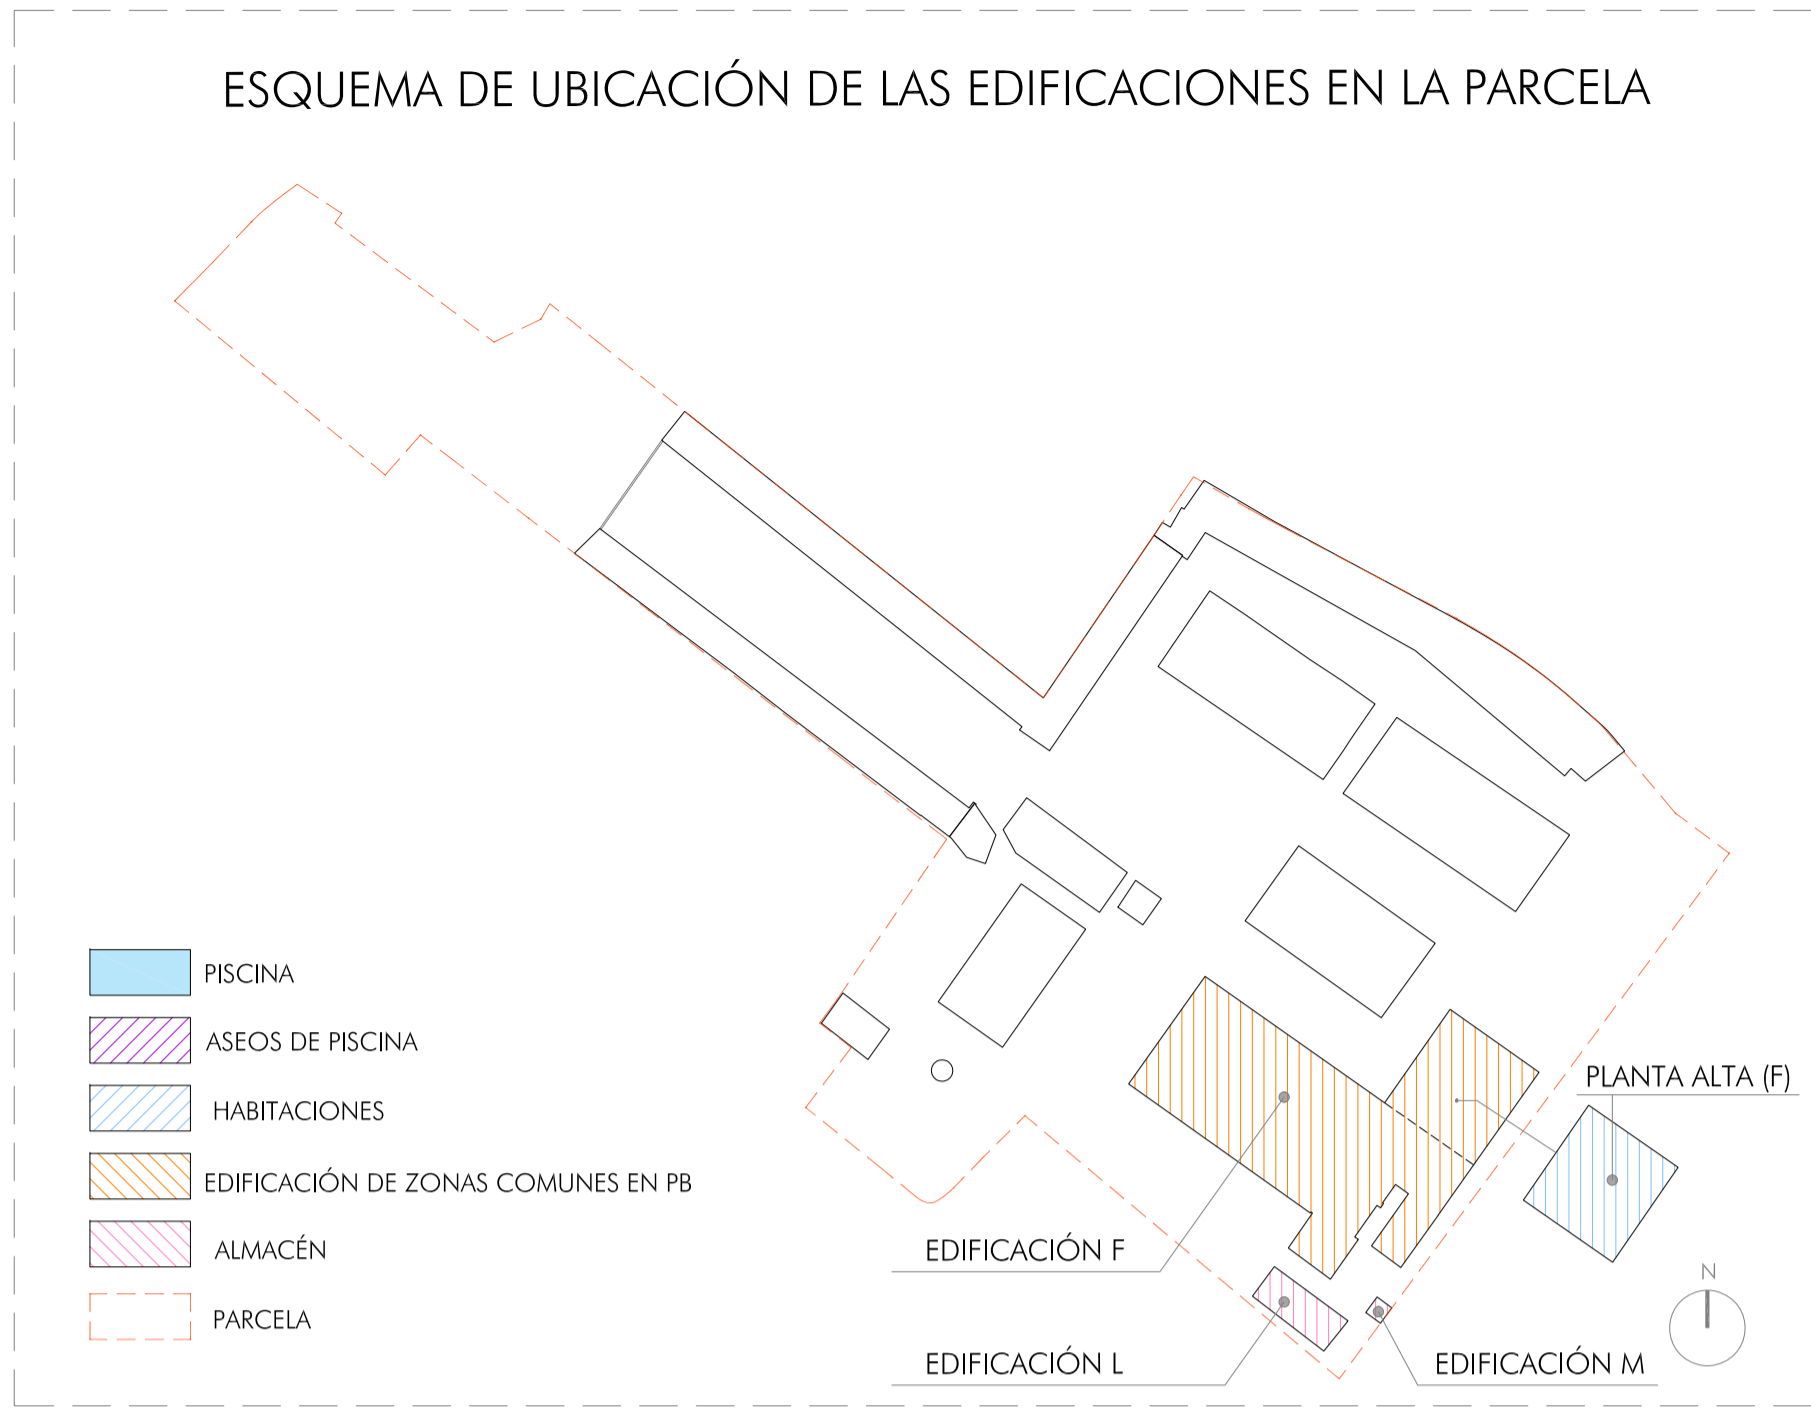 ESQUEMA DE UBICACIÓN DE LAS EDIFICACIONES EN LA PARCELA
PISCINA
ASEOS DE PISCINA
HABITACIONES
EDIFICACIÓN DE ZONAS COMUNES EN PB
ALMACÉN
PARCELA
PLANTA ALTA (F)
EDIFICACIÓN F
EDIFICACIÓN L
EDIFICACIÓN M
N